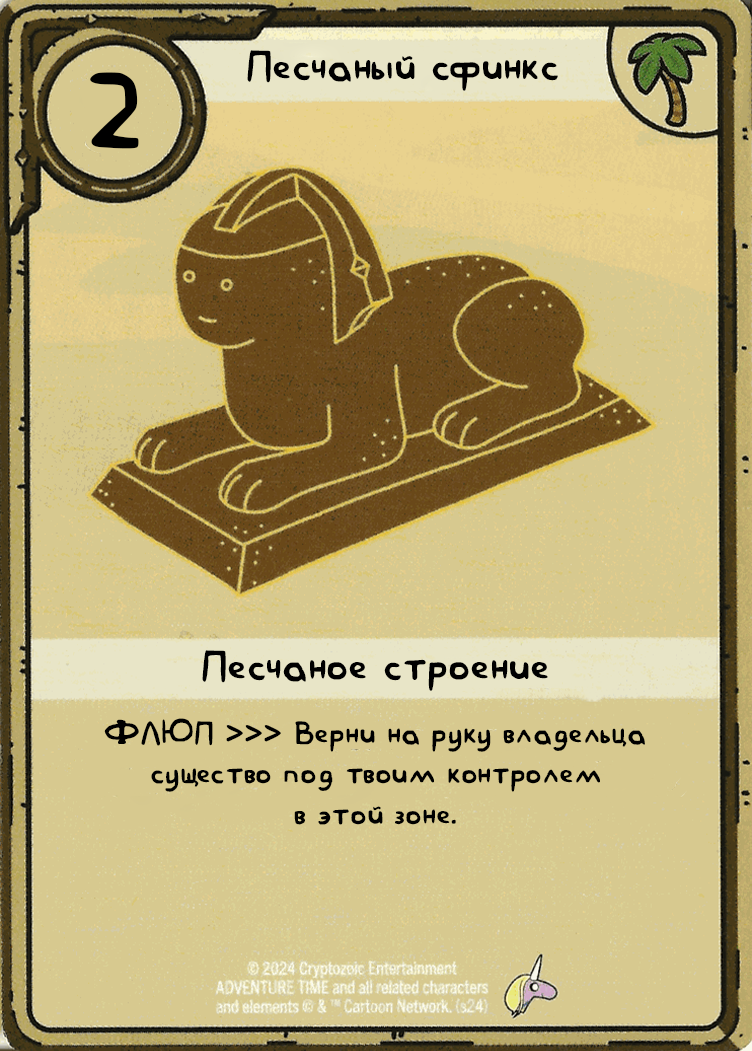 2
Песчаный сфинкс
Песчаное строение
ФЛЮП >>> Верни на руку владельца
существо под твоим контролем
в этой зоне.
© 2024 Cryptozoic Entertainment
ADVENTURE TIME and all related characters
and elements © & ™ Cartoon Network. (s24)